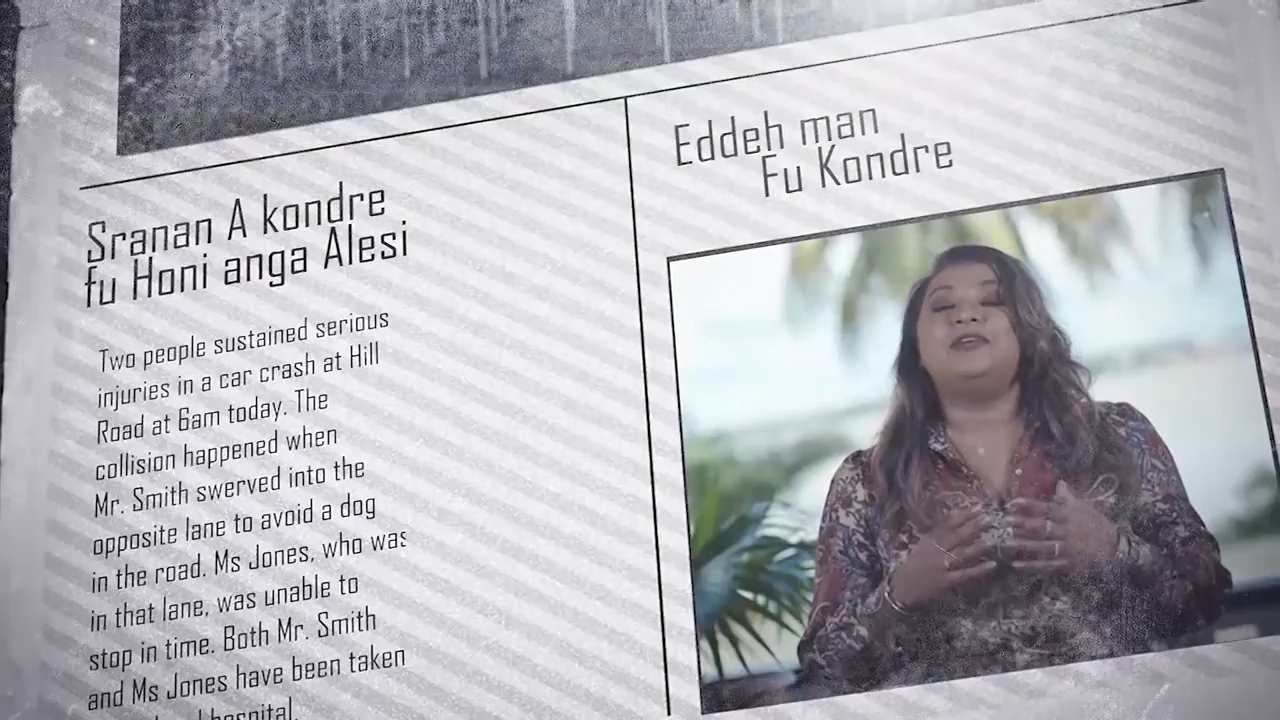 Sranan A kondre
fu Honi anga Alesi
Two people sustained serious
injuries in a car crash at Hill
Road at 6am today. The
collision happened when
Mr. Smith swerved into the
opposite lane to avoid a dog
in the road. Ms Jones, who was
in that lane, was unable to
stop in time. Both Mr. Smith
and Ms Jones have been taken
hospital.
Eddeh man
Fu Kondre